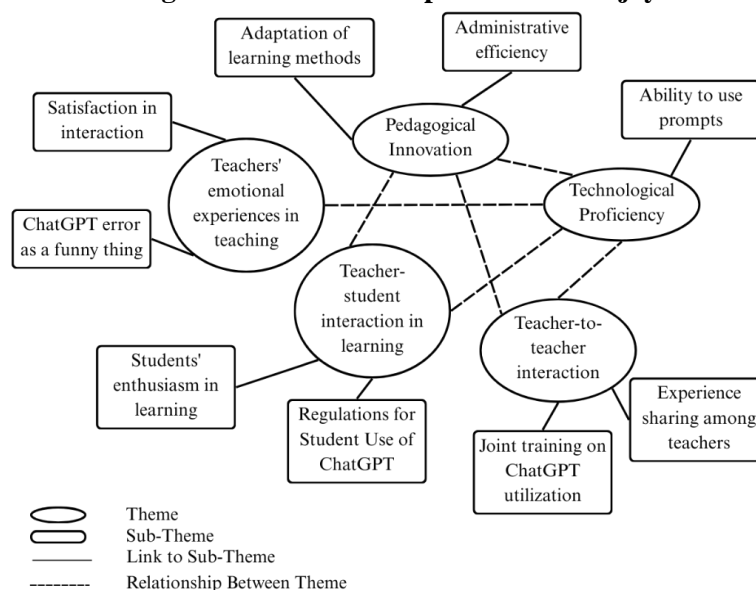 Adaptation of
learning methods
Administrative
efficiency
Satisfaction in
interaction
Pedagogical
Innovation
Ability to use
prompts
Teachers'
emotional
experiences in
teaching
Technological
Proficiency
ChatGPT error
as a funny thing
Teacher-
student
interaction in
learning
Teacher-to-
teacher
interaction
Students'
enthusiasm in
learning
Regulations for
Student Use of
ChatGPT
Joint training on
ChatGPT
utilization
Experience
sharing among
teachers
Theme
Sub-Theme
Link to Sub-Theme
Relationship Between Theme